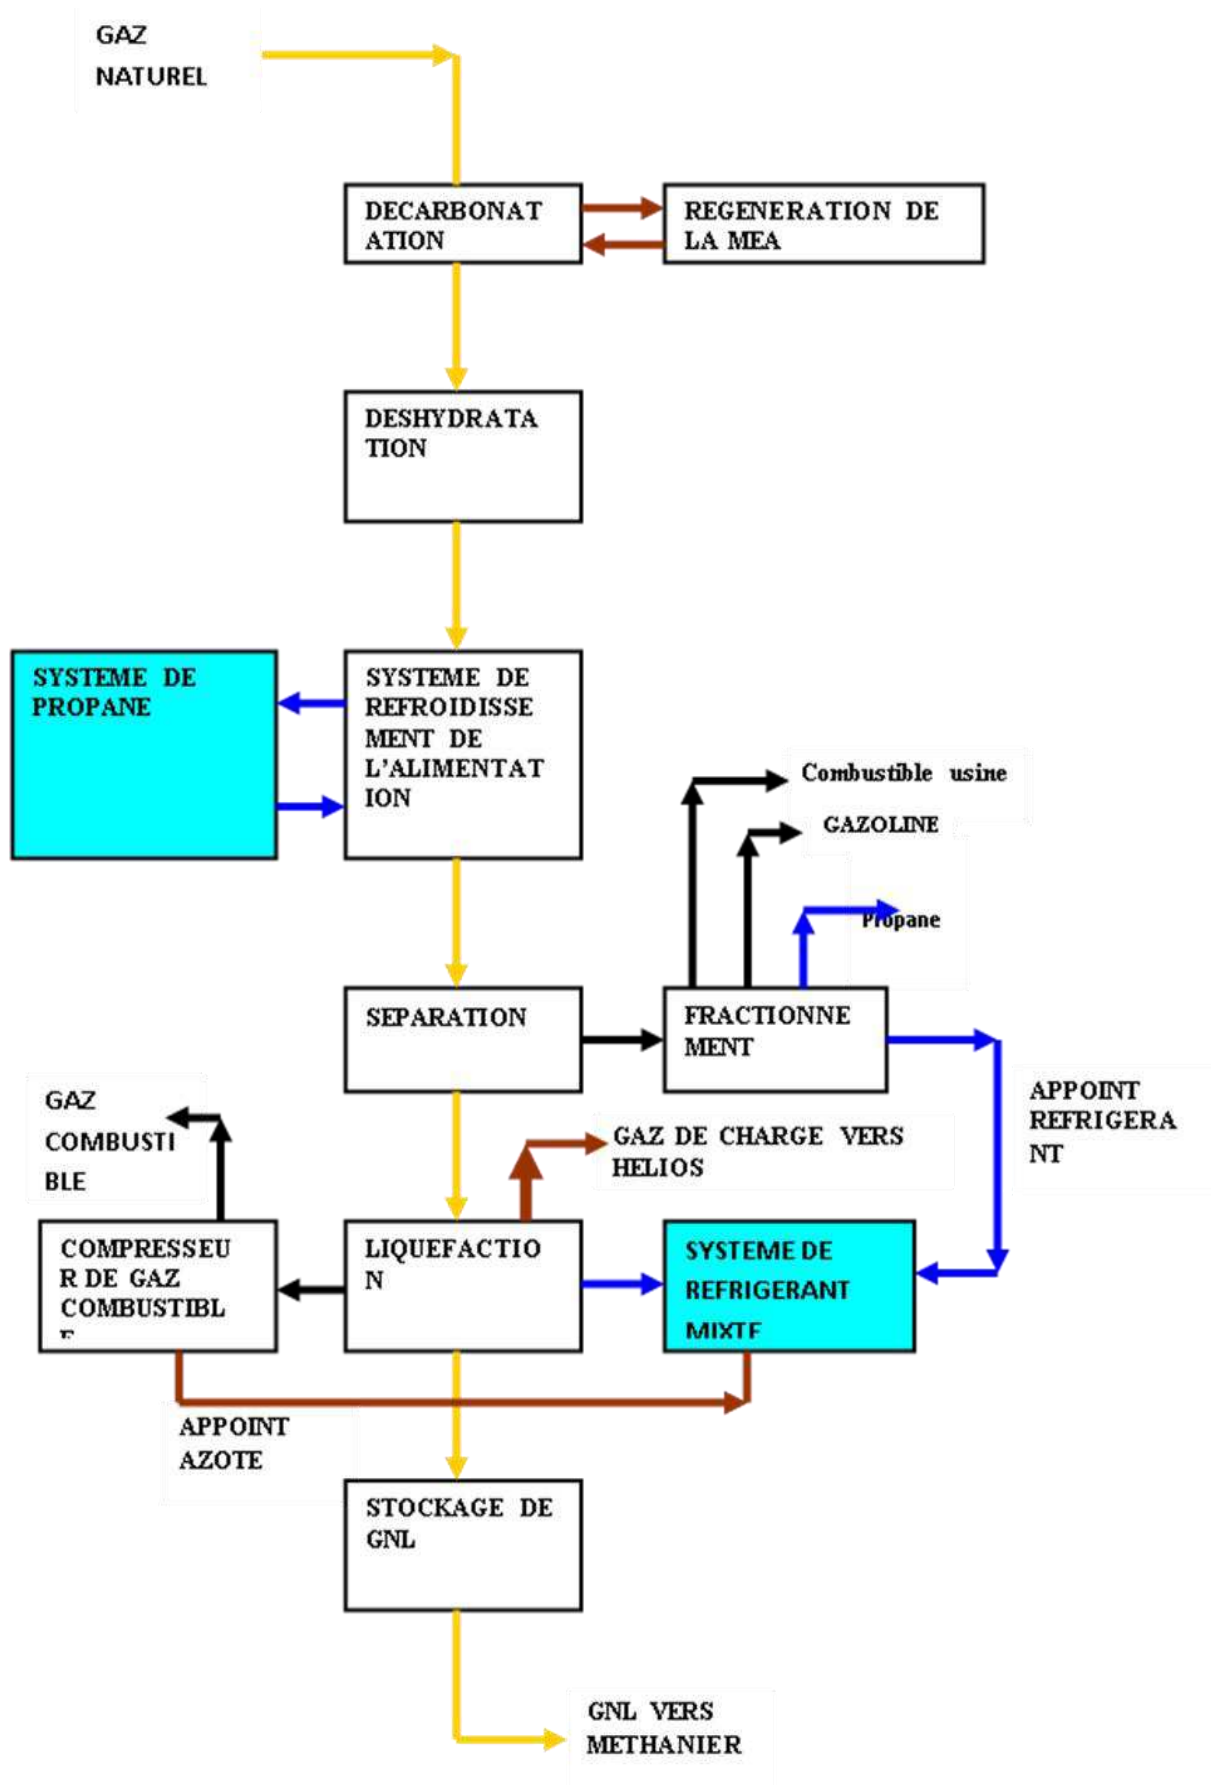 GAZ
NATUREL
DECARBONAT
ATION
REGENERATION DE
LA MEA
DESHYDRATA
TION
SYSTEME DE
PROPANE
SYSTEME DE
REFROIDISSE
MENT DE
L'ALIMENTAT
ION
Combustible usine
GAZOLINE
Propane
SEPARATION
FRACTIONNE
MENT
GAZ
COMBUSTI
BLE
APPOINT
REFRIGERA
NT
GAZ DE CHARGE VERS
HELIOS
COMPRESSEU
R DE GAZ
COMBUSTIBL
E
LIQUEFACTIO
N
SYSTEME DE
REFRIGERANT
MIXTE
APPOINT
AZOTE
STOCKAGE DE
GNL
GNL VERS
METHANIER